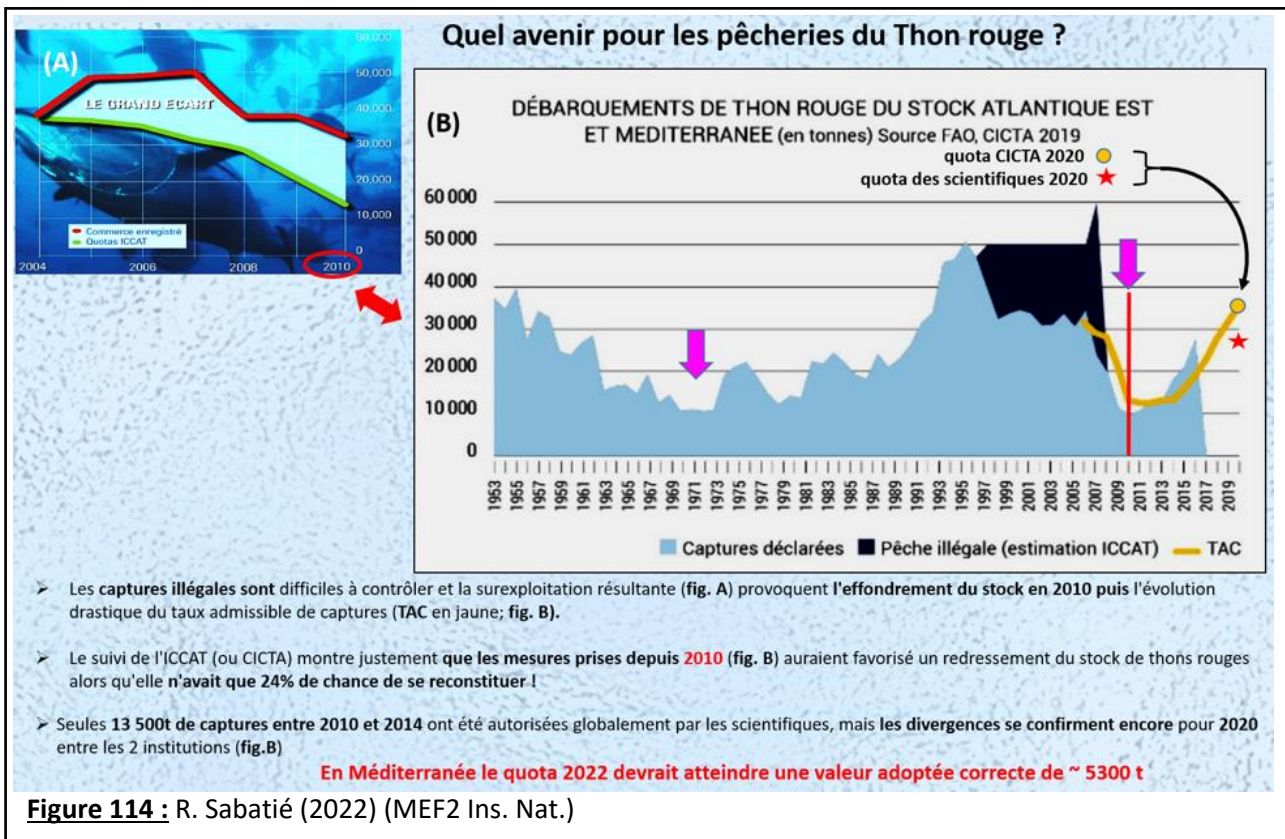 Quel avenir pour les pêcheries du Thon rouge ?
(A)
LE GRAND ECART
60,000
50,000
40,000
30,000
20,000
10,000
0
Commerce enregistré
Quotas ICCAT
2004
2006
2008
2010
(B)
DÉBARQUEMENTS DE THON ROUGE DU STOCK ATLANTIQUE EST
ET MEDITERRANEE (en tonnes) Source FAO, CICTA 2019
quota CICTA 2020
quota des scientifiques 2020
60 000
50 000
40 000
30 000
20 000
10 000
0
1953
1955
1957
1959
1961
1963
1965
1967
1969
1971
1973
1975
1977
1979
1981
1983
1985
1987
1989
1991
1993
1995
1997
1999
2001
2003
2005
2007
2009
2011
2013
2015
2017
2019
Captures déclarées
Pêche illégale (estimation ICCAT)
TAC
➢ Les captures illégales sont difficiles à contrôler et la surexploitation résultante (fig. A) provoquent l'effondrement du stock en 2010 puis l'évolution
drastique du taux admissible de captures (TAC en jaune; fig. B).
➢ Le suivi de l'ICCAT (ou CICTA) montre justement que les mesures prises depuis 2010 (fig. B) auraient favorisé un redressement du stock de thons rouges
alors qu'elle n'avait que 24% de chance de se reconstituer !
➢ Seules 13 500t de captures entre 2010 et 2014 ont été autorisées globalement par les scientifiques, mais les divergences se confirment encore pour 2020
entre les 2 institutions (fig.B)
En Méditerranée le quota 2022 devrait atteindre une valeur adoptée correcte de ~ 5300 t
Figure 114 : R. Sabatié (2022) (MEF2 Ins. Nat.)